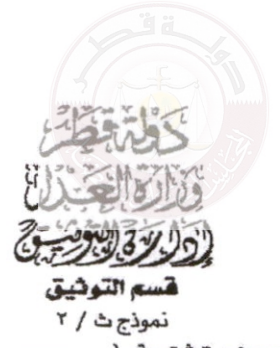 دولة قطر
وزارة العدل
إدارة التوثيق
قسم التوثيق
نموذج ث / ٢